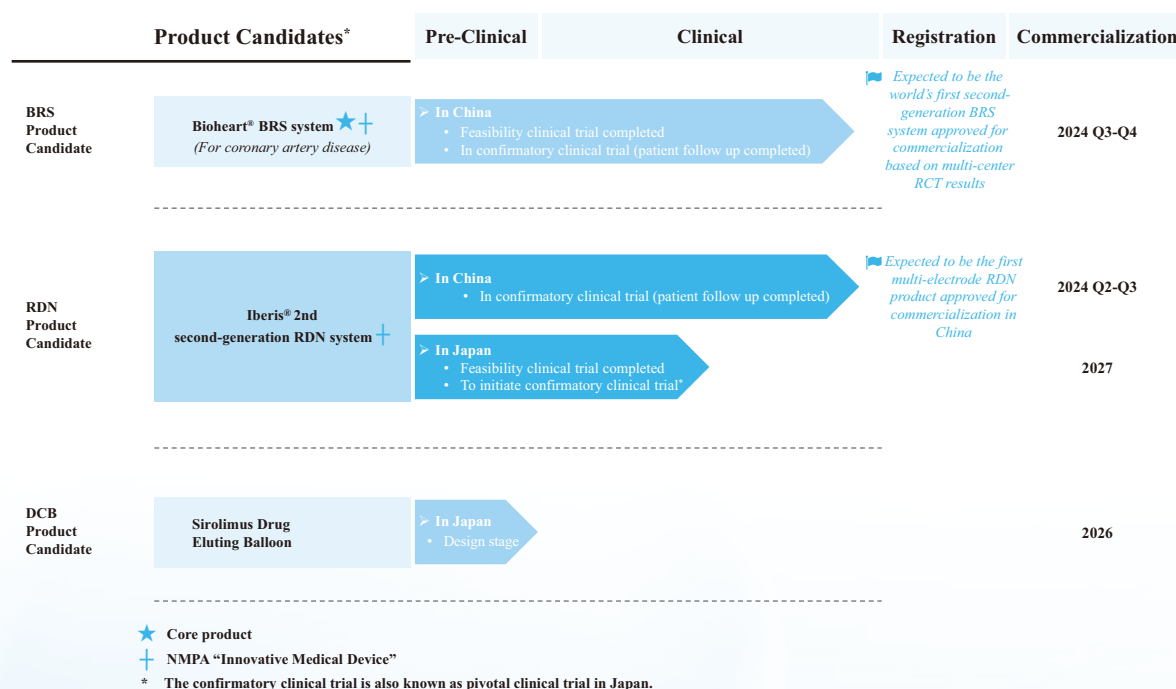 Product Candidates*
Pre-Clinical
Clinical
Registration
Commercialization
BRS
Product
Candidate
Bioheart® BRS system
(For coronary artery disease)
➢ In China
• Feasibility clinical trial completed
• In confirmatory clinical trial (patient follow up completed)
Expected to be the
world’s first second-
generation BRS
system approved for
commercialization
based on multi-center
RCT results
2024 Q3-Q4
RDN
Product
Candidate
Iberis® 2nd
second-generation RDN system
➢ In China
• In confirmatory clinical trial (patient follow up completed)
Expected to be the first
multi-electrode RDN
product approved for
commercialization in
China
2024 Q2-Q3
➢ In Japan
• Feasibility clinical trial completed
• To initiate confirmatory clinical trial*
2027
DCB
Product
Candidate
Sirolimus Drug
Eluting Balloon
➢ In Japan
• Design stage
2026
★ Core product
┼ NMPA “Innovative Medical Device”
* The confirmatory clinical trial is also known as pivotal clinical trial in Japan.